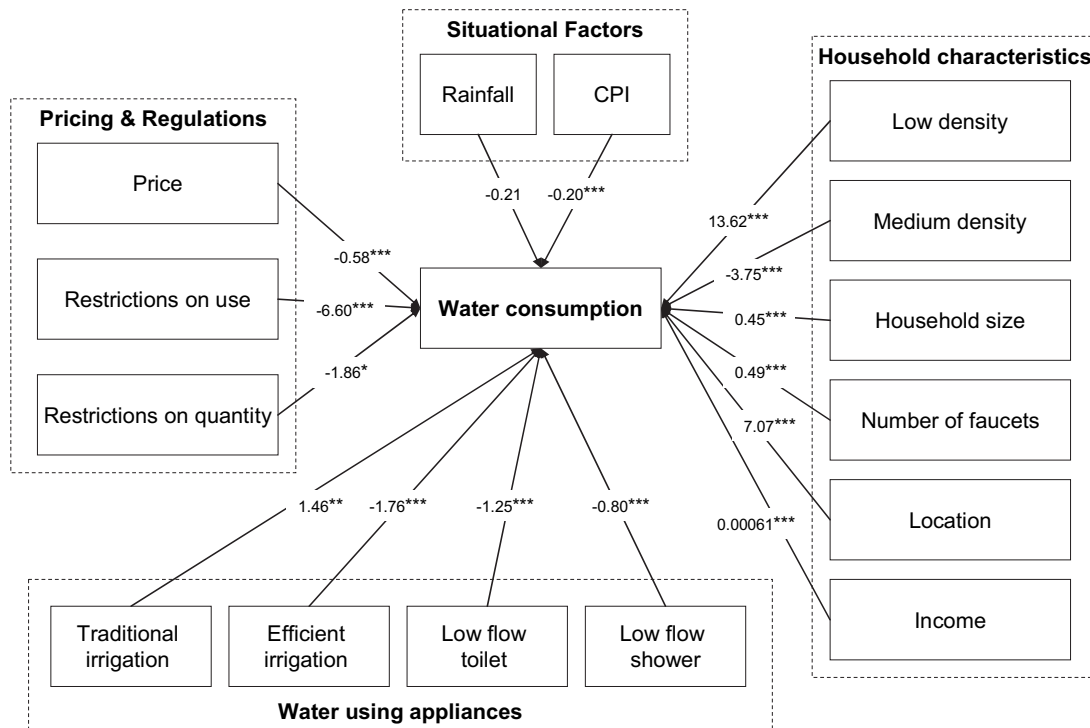 Situational Factors
Rainfall
CPI
Household characteristics
Low density
Medium density
Household size
Number of faucets
Location
Income
Pricing & Regulations
Price
Restrictions on use
Restrictions on quantity
-0.21
-0.20***
13.62***
-3.75***
0.45***
0.49***
7.07***
0.00061***
-0.58***
-6.60***
-1.86*
Water consumption
1.46**
-1.76***
-1.25***
-0.80***
Traditional
irrigation
Efficient
irrigation
Low flow
toilet
Low flow
shower
Water using appliances